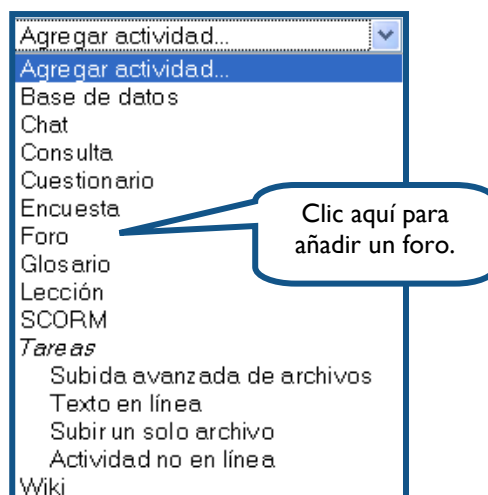 Agregar actividad...
Agregar actividad...
Base de datos
Chat
Consulta
Cuestionario
Encuesta
Foro
Clic aquí para
añadir un foro.
Glosario
Lección
SCORM
Tareas
Subida avanzada de archivos
Texto en línea
Subir un solo archivo
Actividad no en línea
Wiki